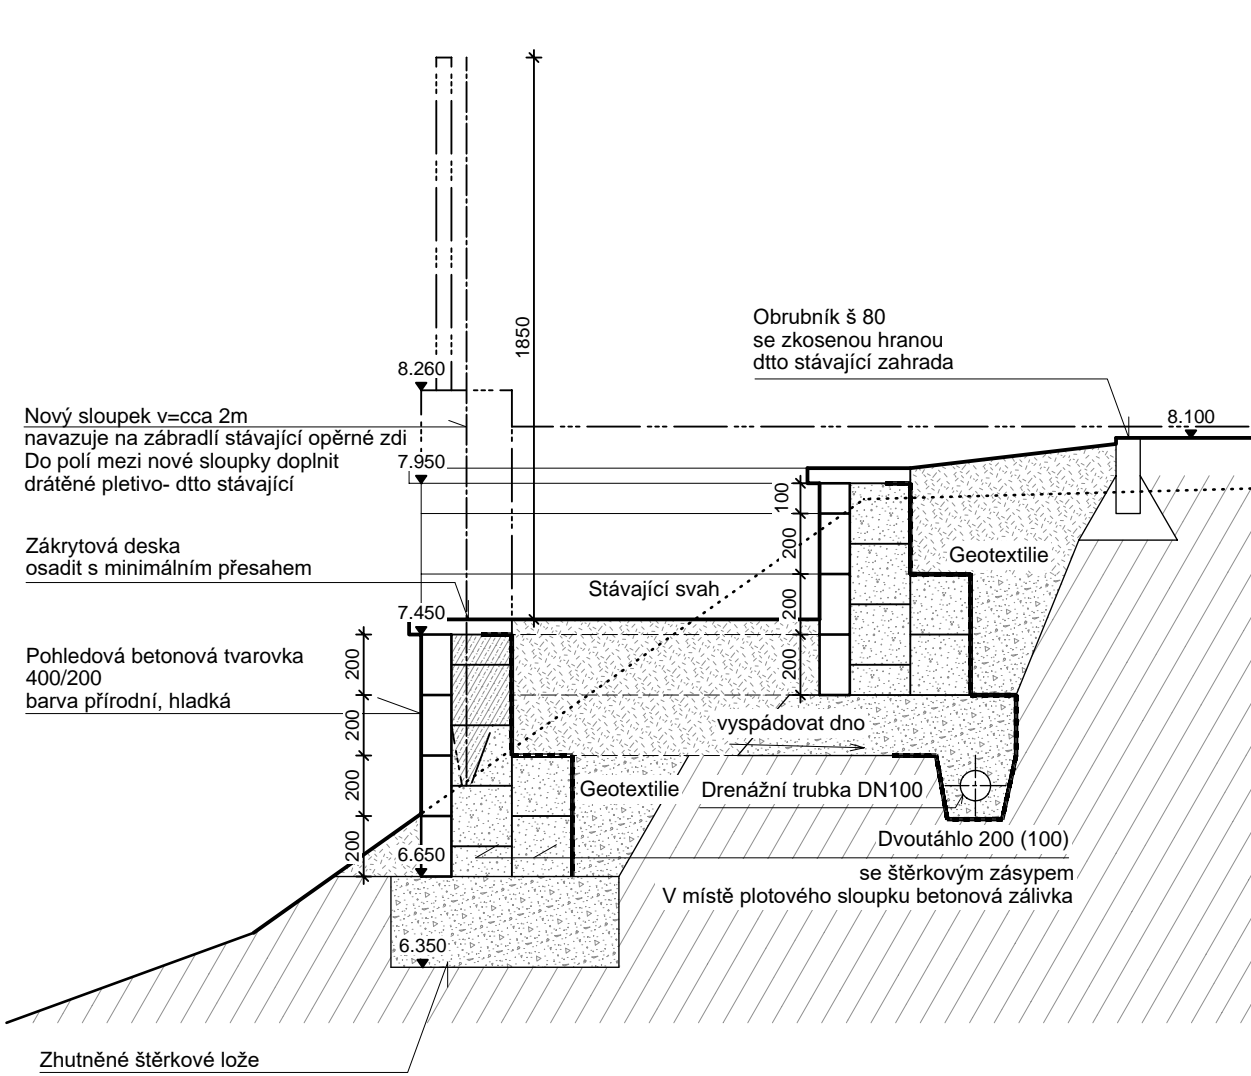 1850
Obrubník š 80
se zkosenou hranou
dtto stávající zahrada
8.260
8.100
Nový sloupek v=cca 2m
navazuje na zábradlí stávající opěrné zdi
Do polí mezi nové sloupky doplnit
drátěné pletivo- dtto stávající
7.950
100
200
200
200
Geotextilie
Zákrytová deska
osadit s minimálním přesahem
Stávající svah
7.450
Pohledová betonová tvarovka
400/200
barva přírodní, hladká
200
200
200
200
vyspádovat dno
Geotextilie
Drenážní trubka DN100
Dvoutáhlo 200 (100)
se štěrkovým zásypem
V místě plotového sloupku betonová zálivka
6.650
6.350
Zhutněné štěrkové lože